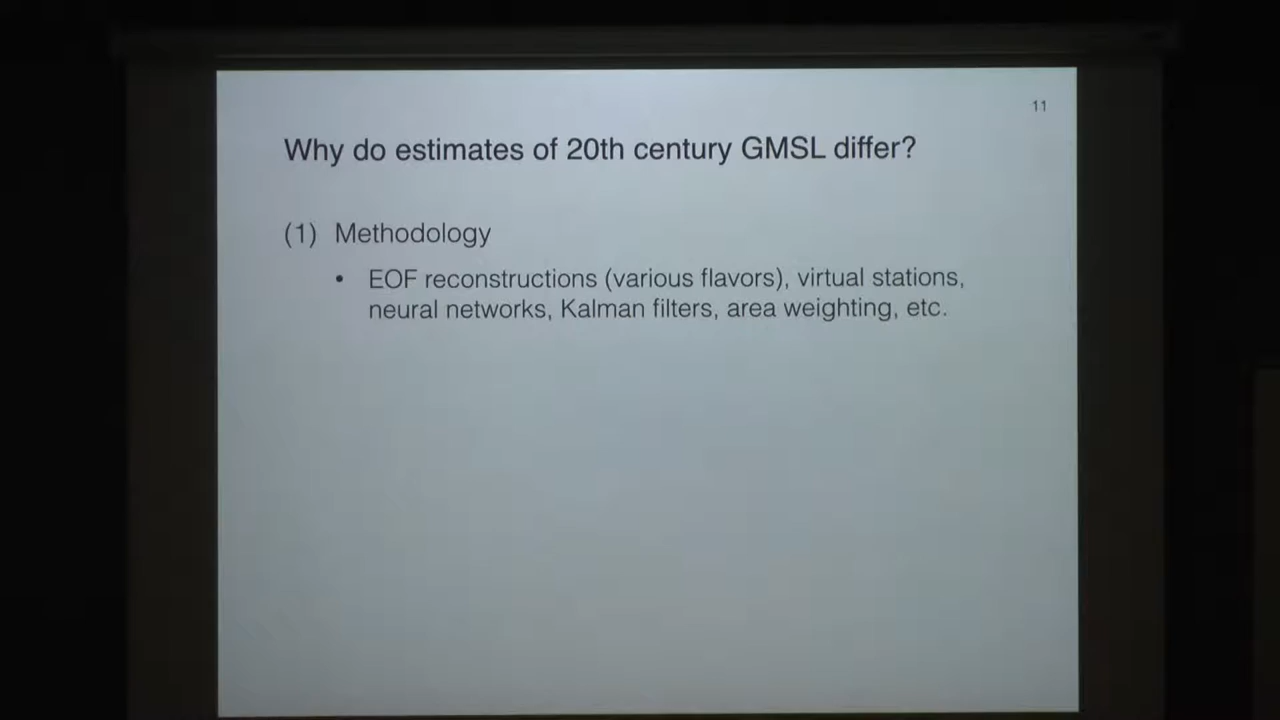 11
Why do estimates of 20th century GMSL differ?
(1) Methodology
• EOF reconstructions (various flavors), virtual stations,
neural networks, Kalman filters, area weighting, etc.